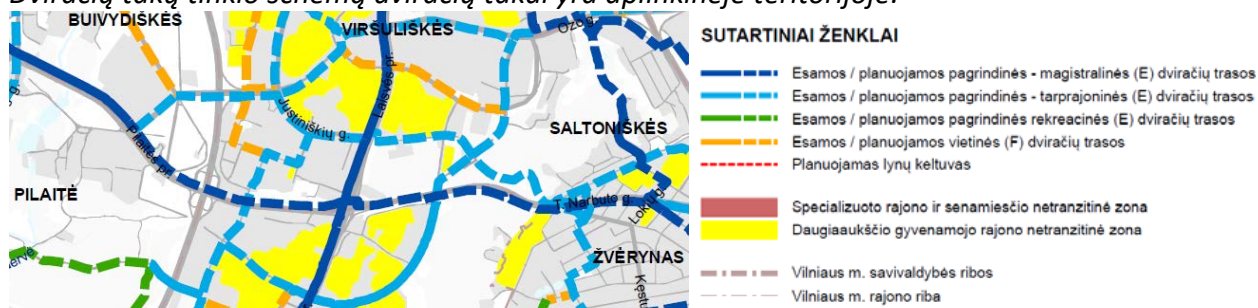 Dviračių takų tinklo schemą dviračių takai yra aplinkinėje teritorijoje.
BUIVYDIŠKĖS
VIRŠULIŠKĖS
Ozo g.
Laisvės pr.
Justiniškių g.
SALTONIŠKĖS
Pilaitės pr.
PILAITĖ
T. Narbuto g.
Lokių g.
ŽVĖRYNAS
SUTARTINIAI ŽENKLAI
Esamos / planuojamos pagrindinės - magistralinės (E) dviračių trasos
Esamos / planuojamos pagrindinės - tarprajoninės (E) dviračių trasos
Esamos / planuojamos pagrindinės rekreacinės (E) dviračių trasos
Esamos / planuojamos vietinės (F) dviračių trasos
Planuojamas lynų keltuvas
Specializuoto rajono ir senamiesčio netranzitinė zona
Daugiaaukščio gyvenamojo rajono netranzitinė zona
Vilniaus m. savivaldybės ribos
Vilniaus m. rajono riba